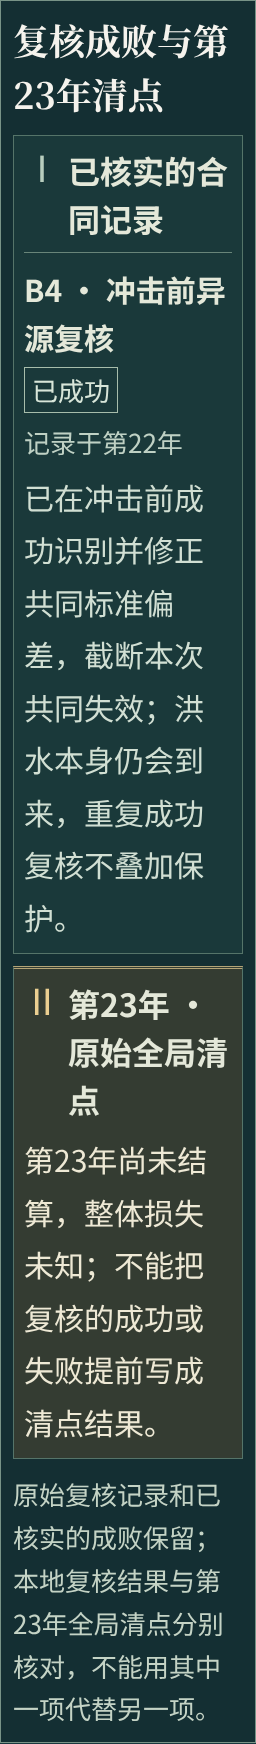 复核成败与第
23年清点
已核实的合
同记录
B4 · 冲击前异
源复核
已成功
记录于第22年
已在冲击前成
功识别并修正
共同标准偏
差，截断本次
共同失效；洪
水本身仍会到
来，重复成功
复核不叠加保
护。
第23年 ·
原始全局清
点
第23年尚未结
算，整体损失
未知；不能把
复核的成功或
失败提前写成
清点结果。
原始复核记录和已
核实的成败保留；
本地复核结果与第
23年全局清点分别
核对，不能用其中
一项代替另一项。